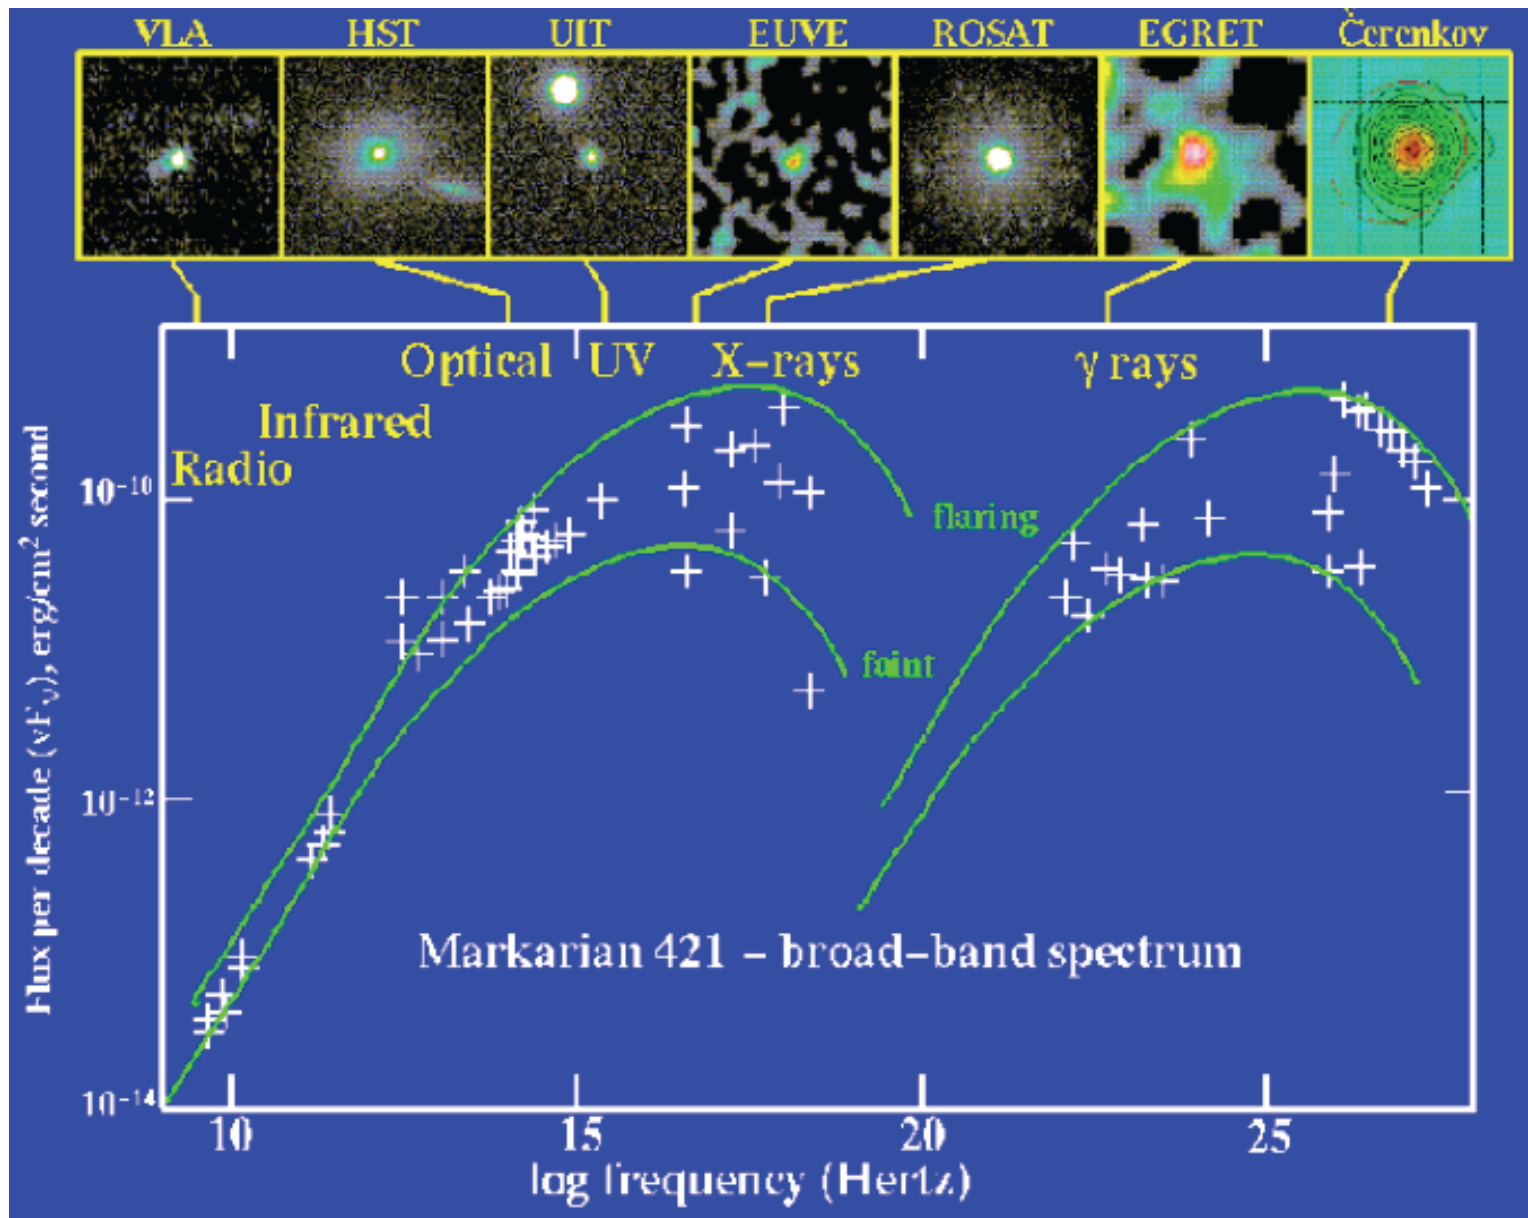 VLA HST UIT EUVE ROSAT EGRET Čerenkov
Optical UV X-rays γ rays
Infrared
Radio
10⁻¹⁰
flaring
faint
10⁻¹²
Markarian 421 – broad-band spectrum
10⁻¹⁴
10 15 20 25
log frequency (Hertz)
Flux per decade (νFν), erg/cm² second